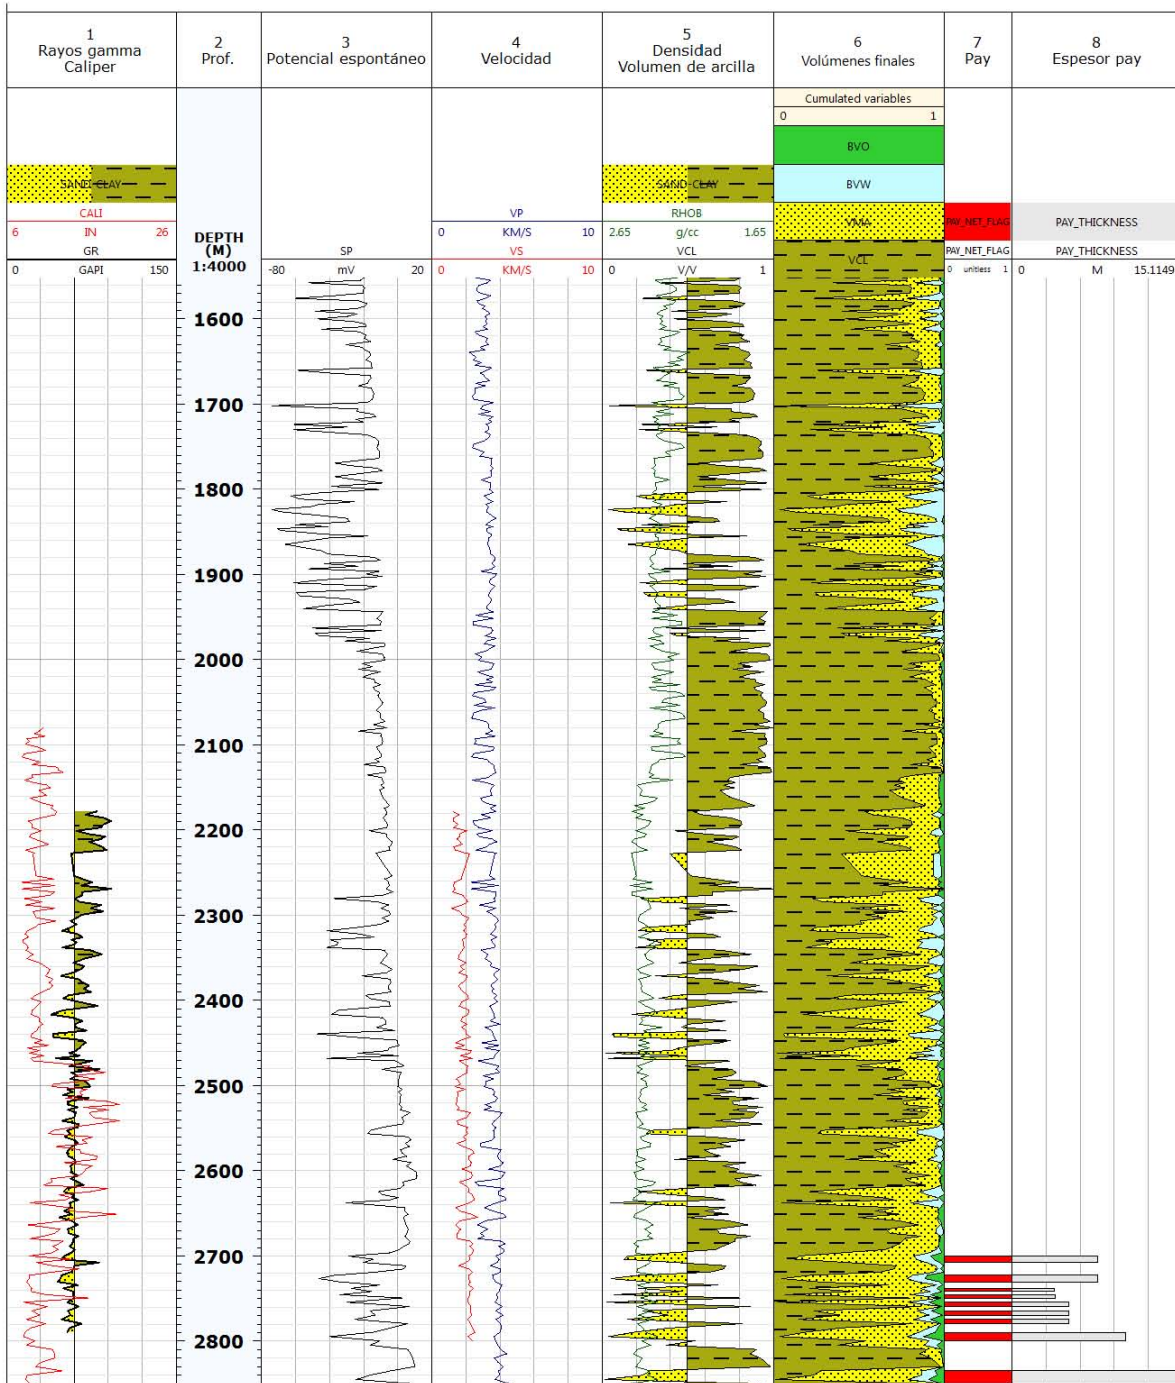 1
Rayos gamma
Caliper
2
Prof.
3
Potencial espontáneo
4
Velocidad
5
Densidad
Volumen de arcilla
6
Volúmenes finales
7
Pay
8
Espesor pay
Cumulated variables
0 1
BVO
BVW
VMA
VCL
SAND-CLAY
CALI
6 IN 26
GR
0 GAPI 150
DEPTH
(M)
1:4000
SP
-80 mV 20
VP
0 KM/S 10
VS
0 KM/S 10
SAND-CLAY
RHOB
2.65 g/cc 1.65
VCL
0 V/V 1
PAY_NET_FLAG
PAY_NET_FLAG
0 unitless 1
PAY_THICKNESS
PAY_THICKNESS
0 M 15.1149
1600
1700
1800
1900
2000
2100
2200
2300
2400
2500
2600
2700
2800